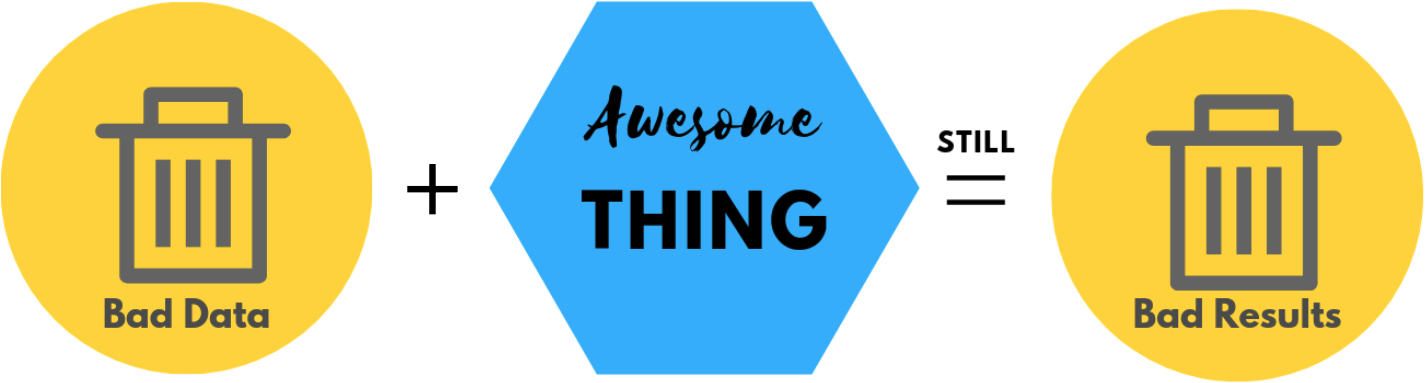 Bad Data
+
Awesome
THING
STILL
=
Bad Results